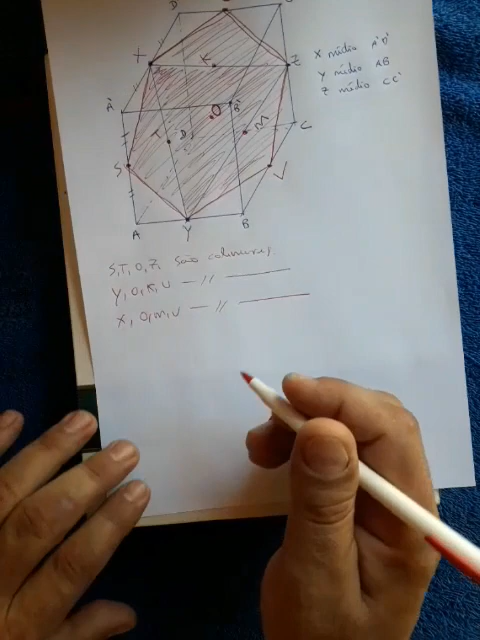 D'
X
K
Z
X médio A'D'
Y médio AB
Z médio CC'
A'
O
B'
T
D
M
C
S
V
A
Y
B
S, T, O, Z são colineares.
Y, O, K, U — // —
X, O, M, V — // —